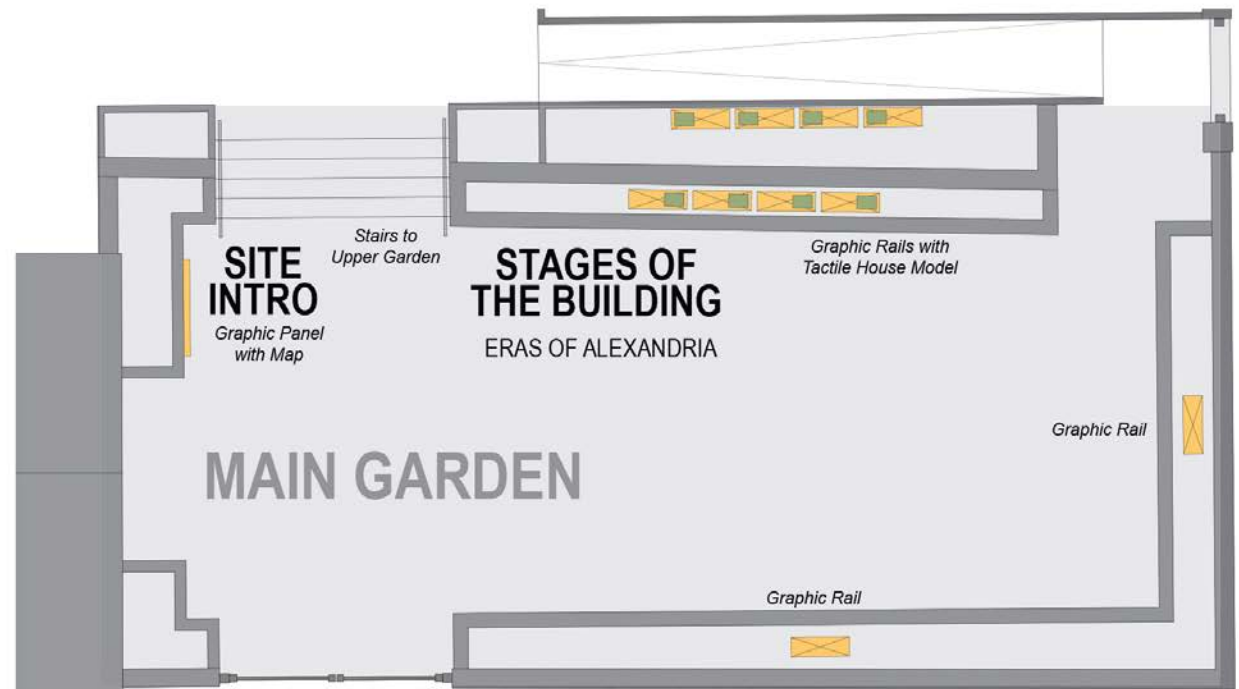 Stairs to
Upper Garden
SITE
INTRO
Graphic Panel
with Map
STAGES OF
THE BUILDING
ERAS OF ALEXANDRIA
Graphic Rails with
Tactile House Model
Graphic Rail
MAIN GARDEN
Graphic Rail